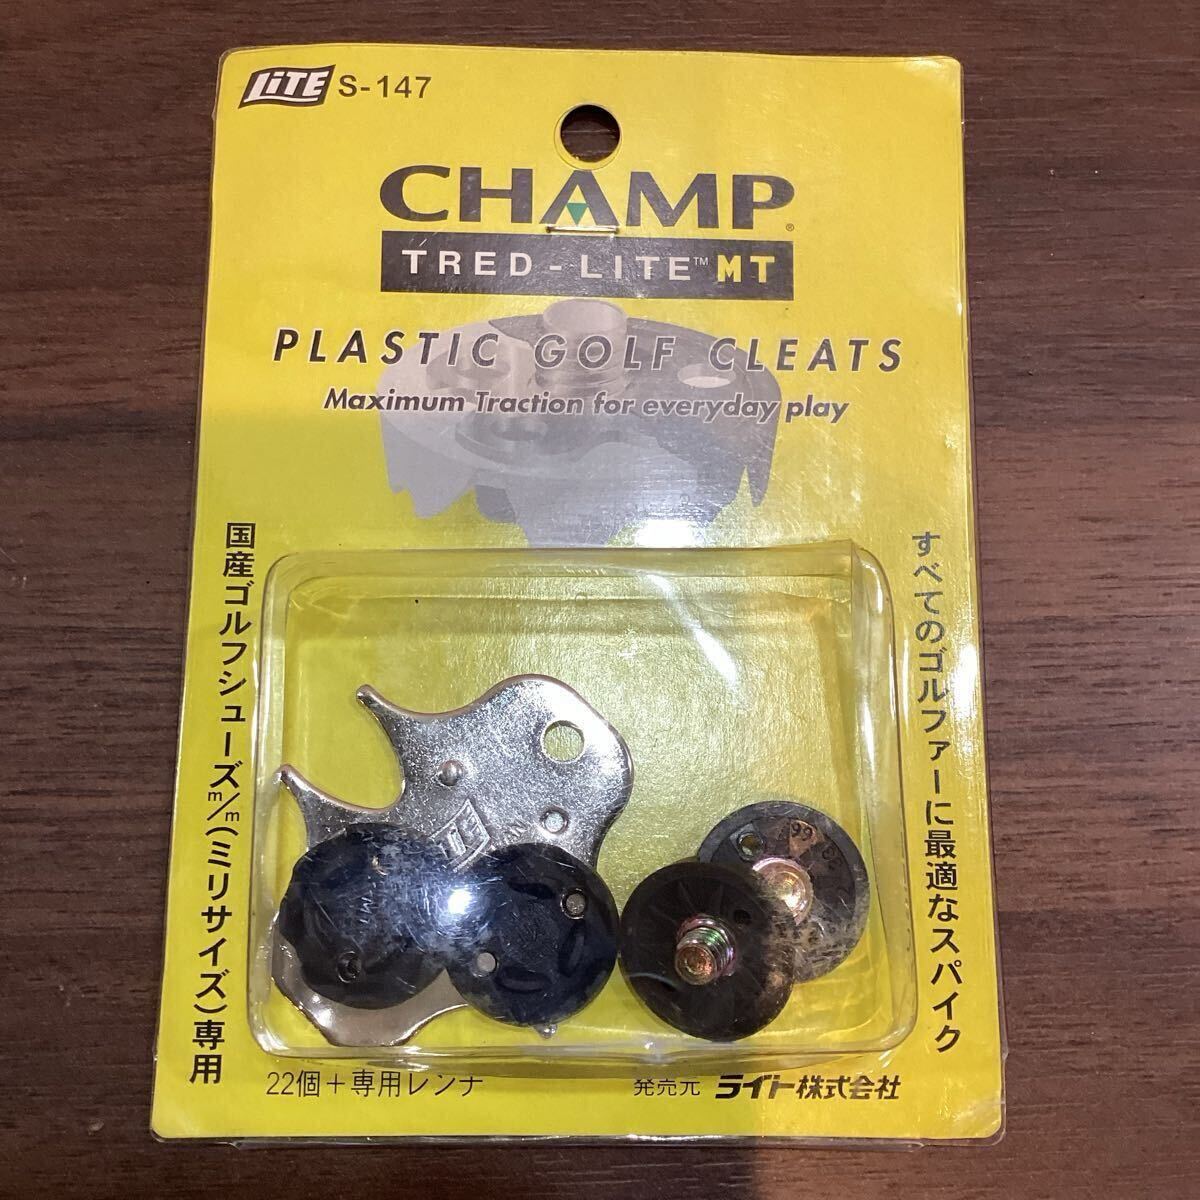 LiTE S-147
CHAMP®
TRED-LITE™ MT
PLASTIC GOLF CLEATS
Maximum Traction for everyday play
国産ゴルフシューズm/m(ミリサイズ)専用
すべてのゴルファーに最適なスパイク
22個+専用レンチ
発売元 ライト株式会社